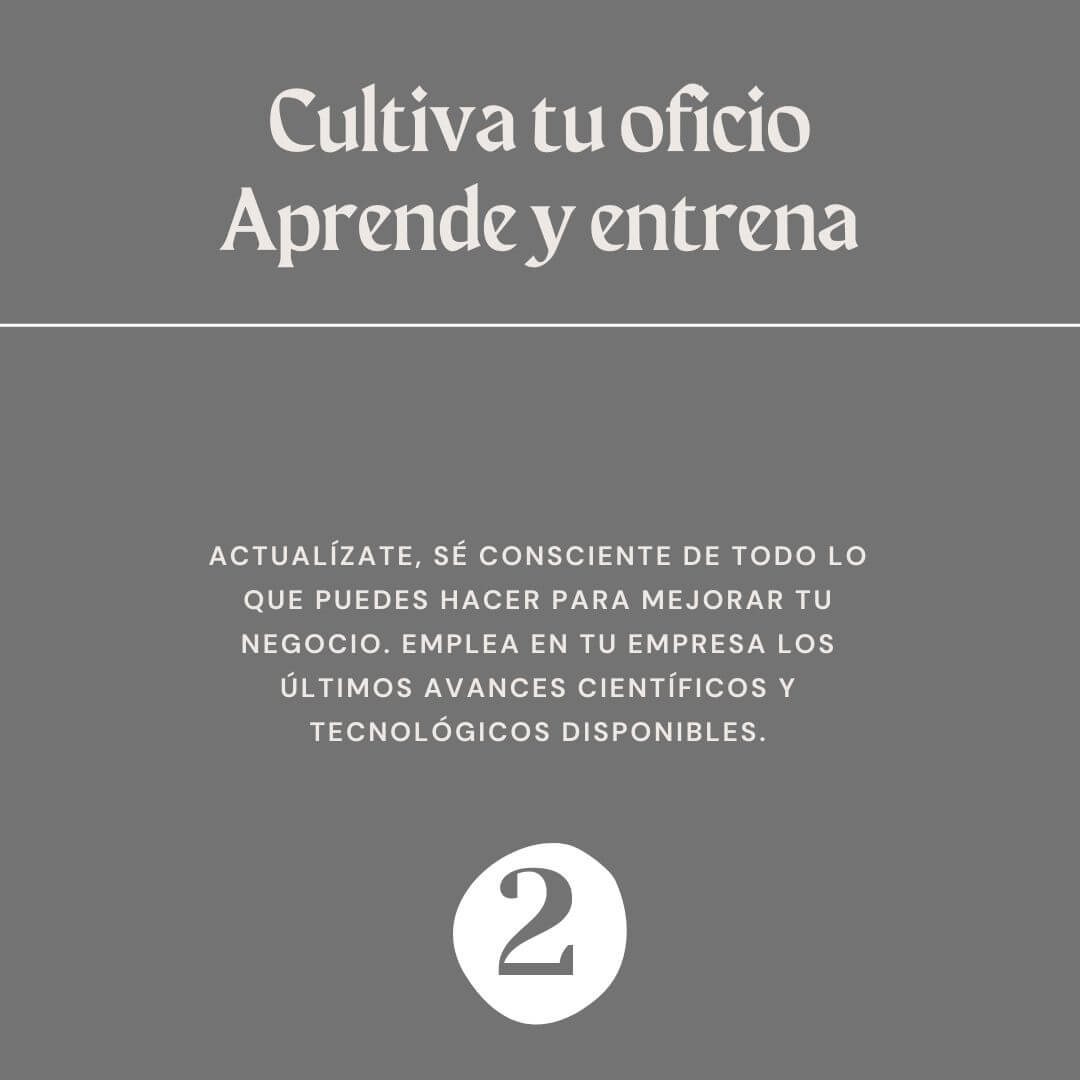 Cultiva tu oficio
Aprende y entrena
ACTUALÍZATE, SÉ CONSCIENTE DE TODO LO
QUE PUEDES HACER PARA MEJORAR TU
NEGOCIO. EMPLEA EN TU EMPRESA LOS
ÚLTIMOS AVANCES CIENTÍFICOS Y
TECNOLÓGICOS DISPONIBLES.
2